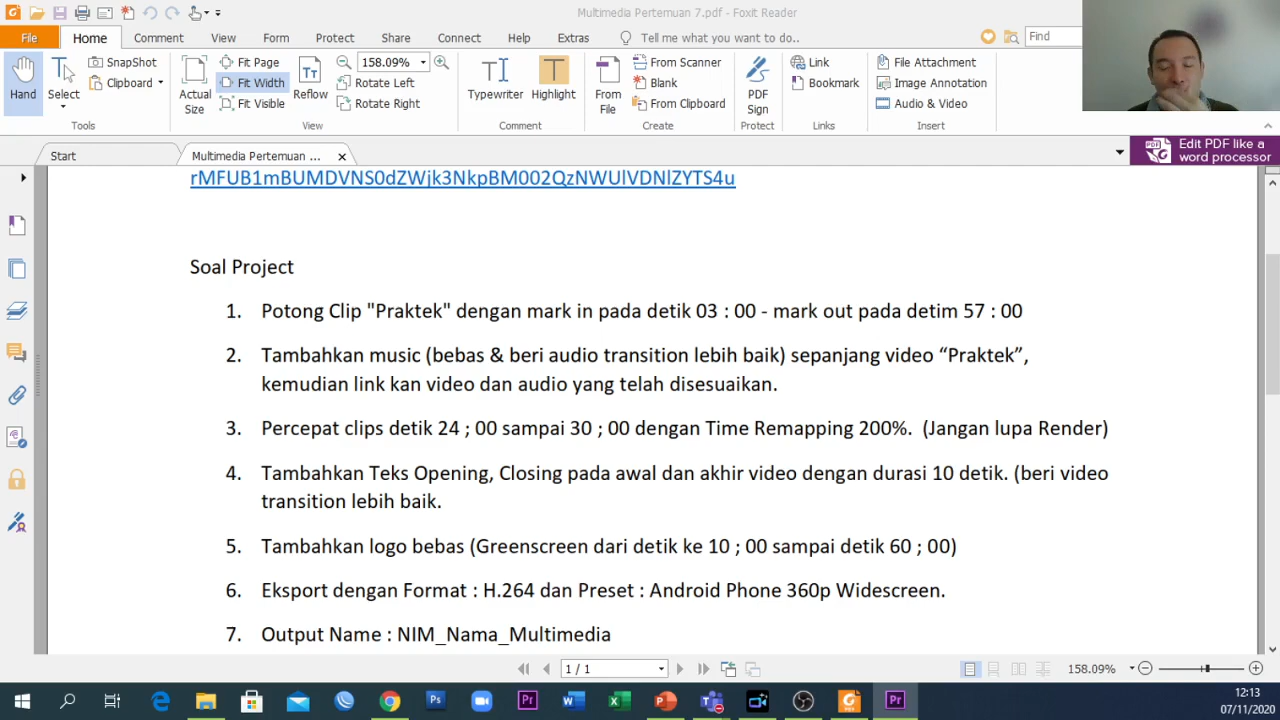 Multimedia Pertemuan 7.pdf - Foxit Reader
File Home Comment View Form Protect Share Connect Help Extras Tell me what you want to do.. Find
Hand
Select
SnapShot
Clipboard
Tools
Actual Size
Fit Page
Fit Width
Fit Visible
Reflow
158.09%
Rotate Left
Rotate Right
View
Typewriter
Highlight
Comment
From File
From Scanner
Blank
From Clipboard
Create
PDF Sign
Protect
Link
Bookmark
Links
File Attachment
Image Annotation
Audio & Video
Insert
Start
Multimedia Pertemuan ...
Edit PDF like a
word processor
rMFUB1mBUMDVNS0dZWjk3NkpBM002QzNWUlVDNlZYTS4u
Soal Project
1. Potong Clip "Praktek" dengan mark in pada detik 03 : 00 - mark out pada detim 57 : 00
2. Tambahkan music (bebas & beri audio transition lebih baik) sepanjang video “Praktek”,
kemudian link kan video dan audio yang telah disesuaikan.
3. Percepat clips detik 24 ; 00 sampai 30 ; 00 dengan Time Remapping 200%. (Jangan lupa Render)
4. Tambahkan Teks Opening, Closing pada awal dan akhir video dengan durasi 10 detik. (beri video
transition lebih baik.
5. Tambahkan logo bebas (Greenscreen dari detik ke 10 ; 00 sampai detik 60 ; 00)
6. Eksport dengan Format : H.264 dan Preset : Android Phone 360p Widescreen.
7. Output Name : NIM_Nama_Multimedia
1 / 1
158.09%
12:13
07/11/2020